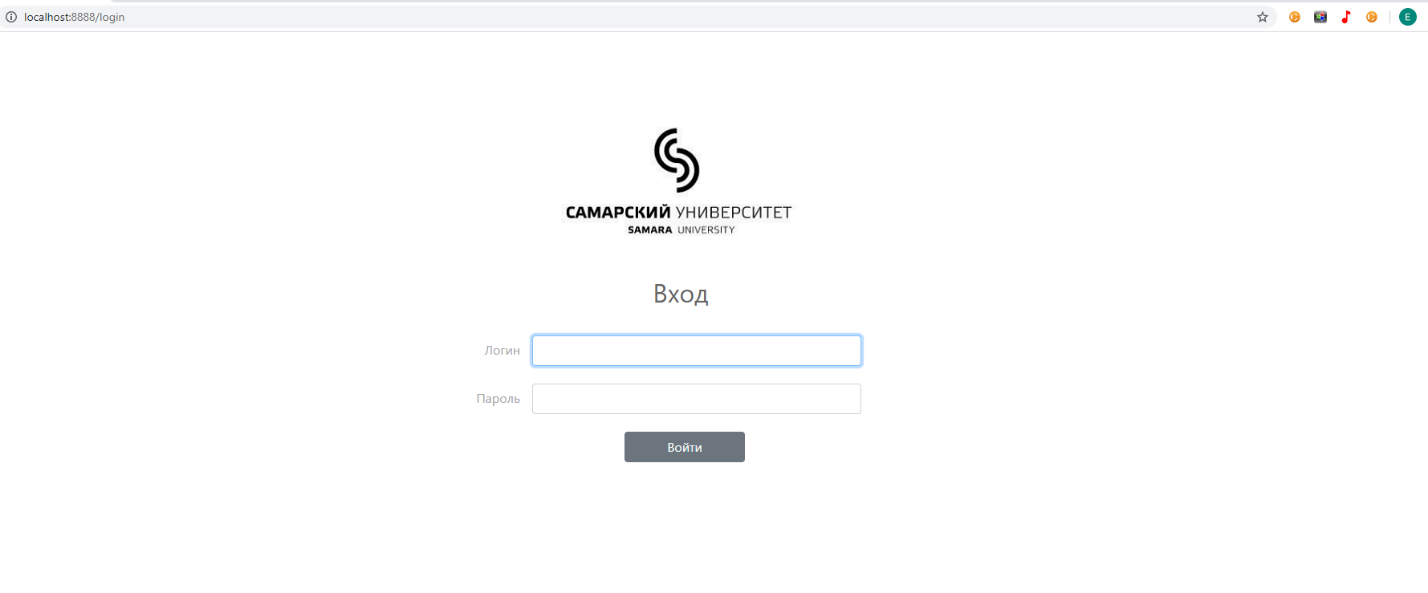 localhost:8888/login
E
САМАРСКИЙ УНИВЕРСИТЕТ
SAMARA UNIVERSITY
Вход
Логин
Пароль
Войти